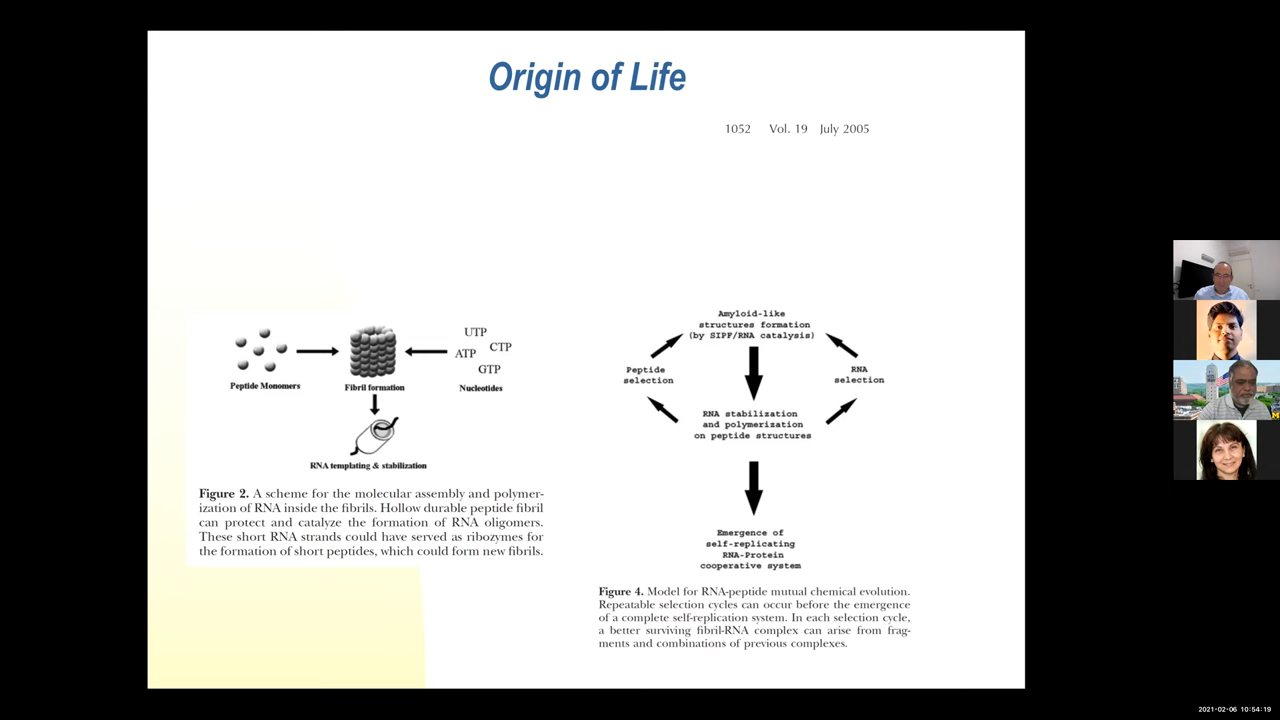 Origin of Life
1052 Vol. 19 July 2005
UTP
CTP
ATP
GTP
Peptide Monomers
Fibril formation
Nucleotides
RNA templating & stabilization
Figure 2. A scheme for the molecular assembly and polymer-
ization of RNA inside the fibrils. Hollow durable peptide fibril
can protect and catalyze the formation of RNA oligomers.
These short RNA strands could have served as ribozymes for
the formation of short peptides, which could form new fibrils.
Amyloid-like
structures formation
(by SIPF/RNA catalysis)
Peptide
selection
RNA
selection
RNA stabilization
and polymerization
on peptide structures
Emergence of
self-replicating
RNA-Protein
cooperative system
Figure 4. Model for RNA-peptide mutual chemical evolution.
Repeatable selection cycles can occur before the emergence
of a complete self-replication system. In each selection cycle,
a better surviving fibril-RNA complex can arise from frag-
ments and combinations of previous complexes.
M
2021-02-06 10:54:19